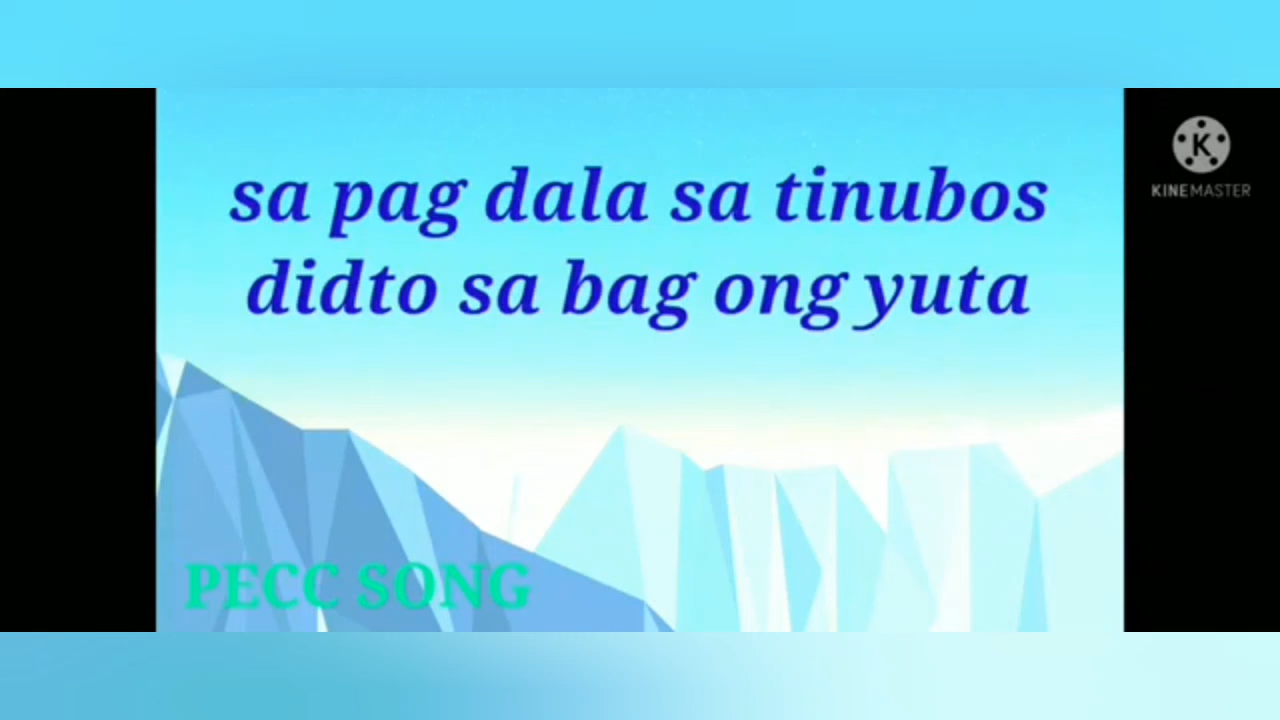 sa pag dala sa tinubos
didto sa bag ong yuta
PECC SONG
K
KINEMASTER